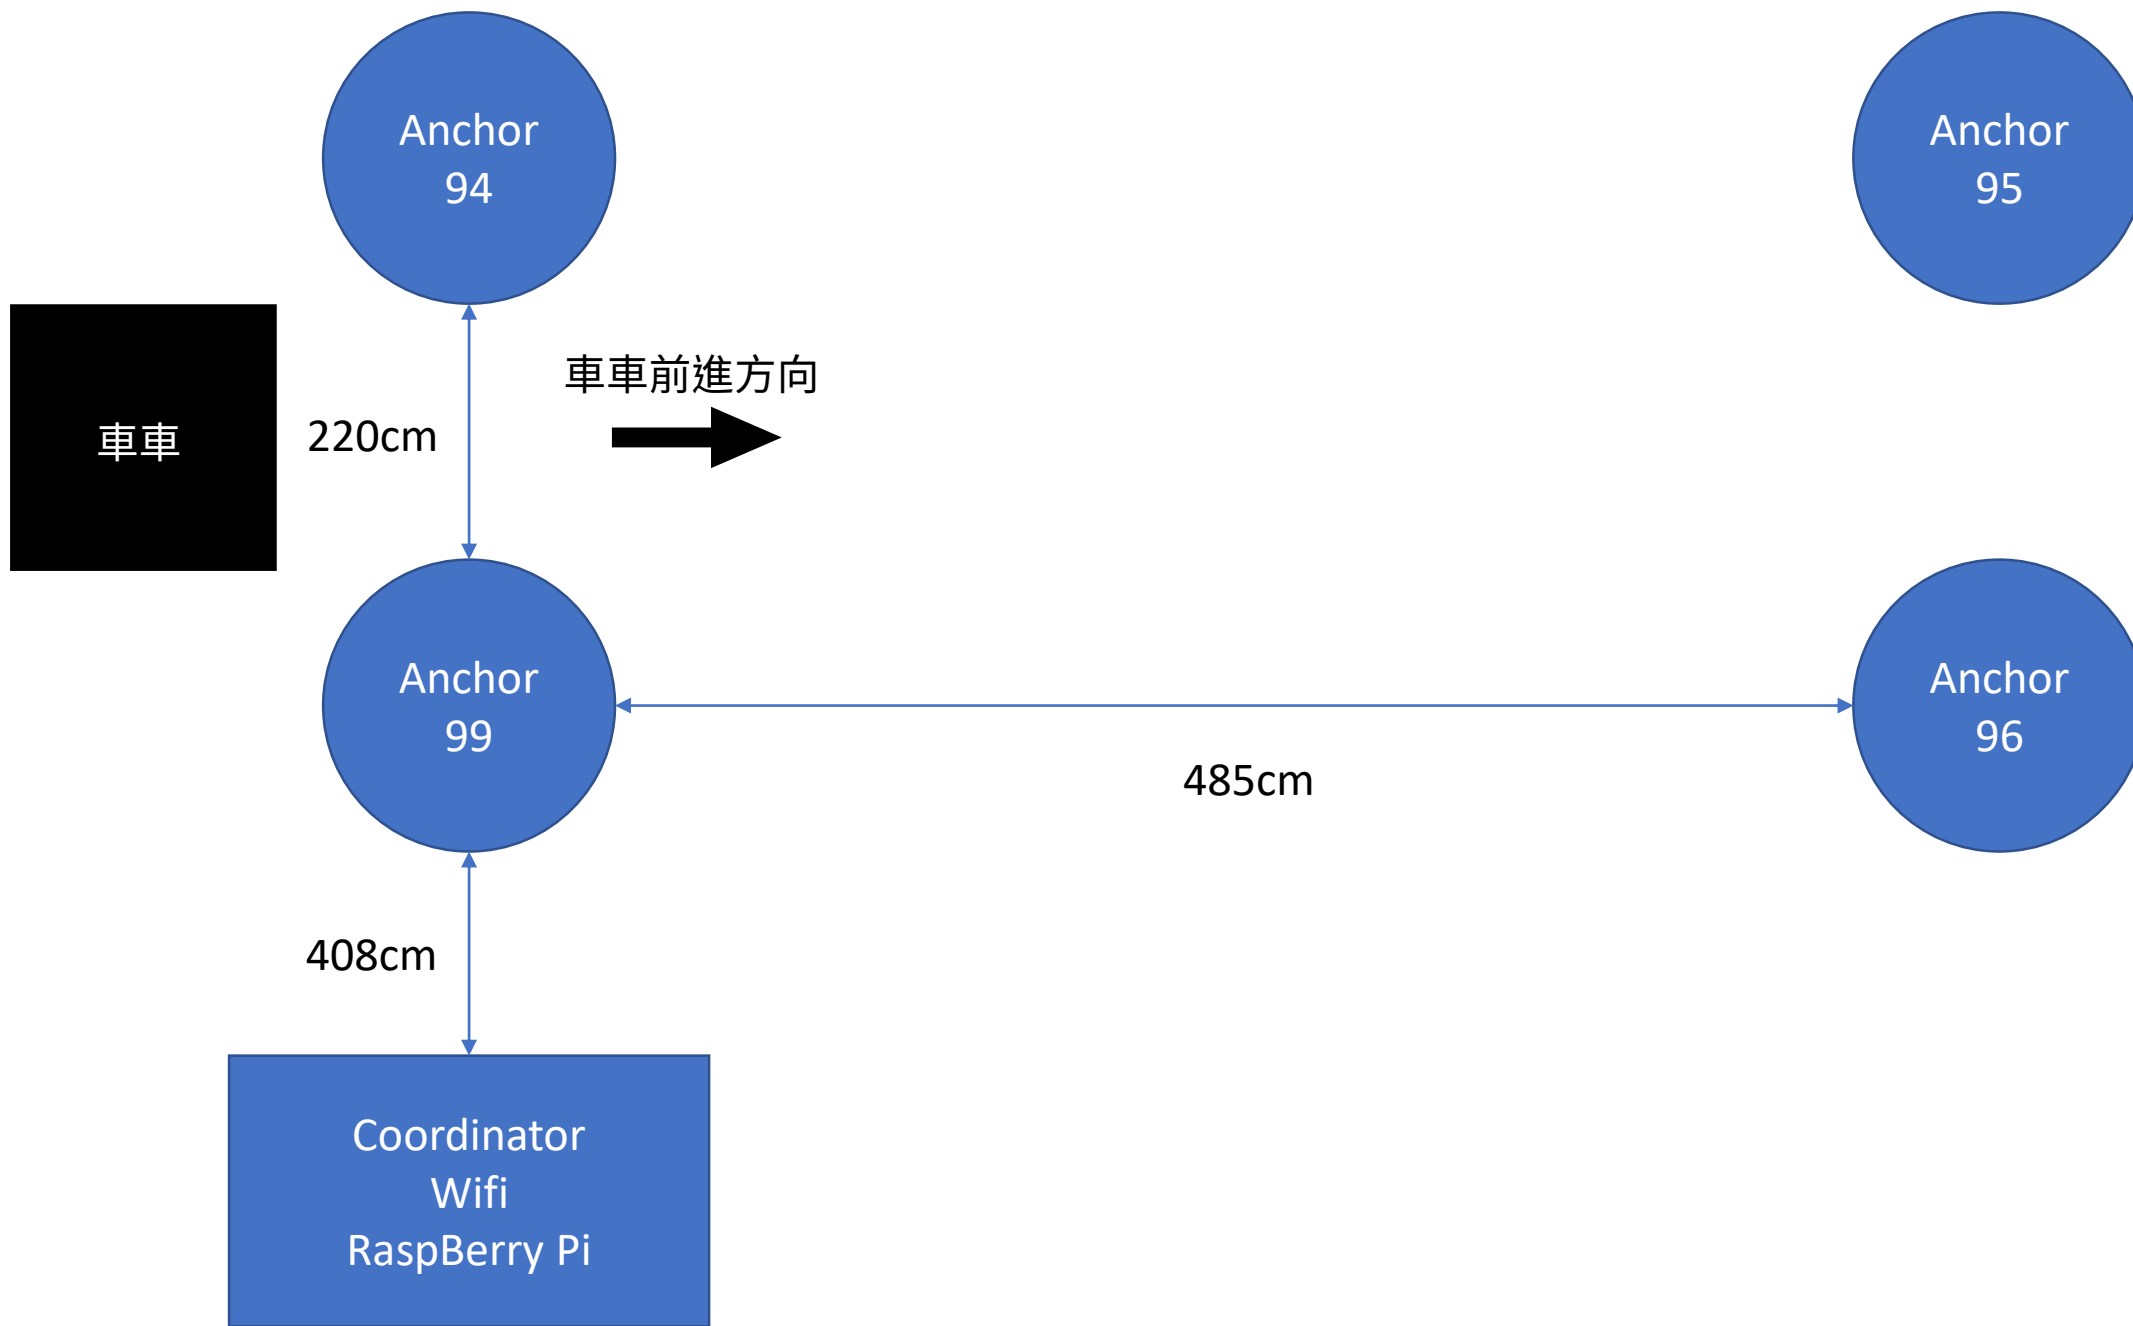 Anchor
94
Anchor
95
車車前進方向
車車
220cm
Anchor
99
Anchor
96
485cm
408cm
Coordinator
Wifi
RaspBerry Pi